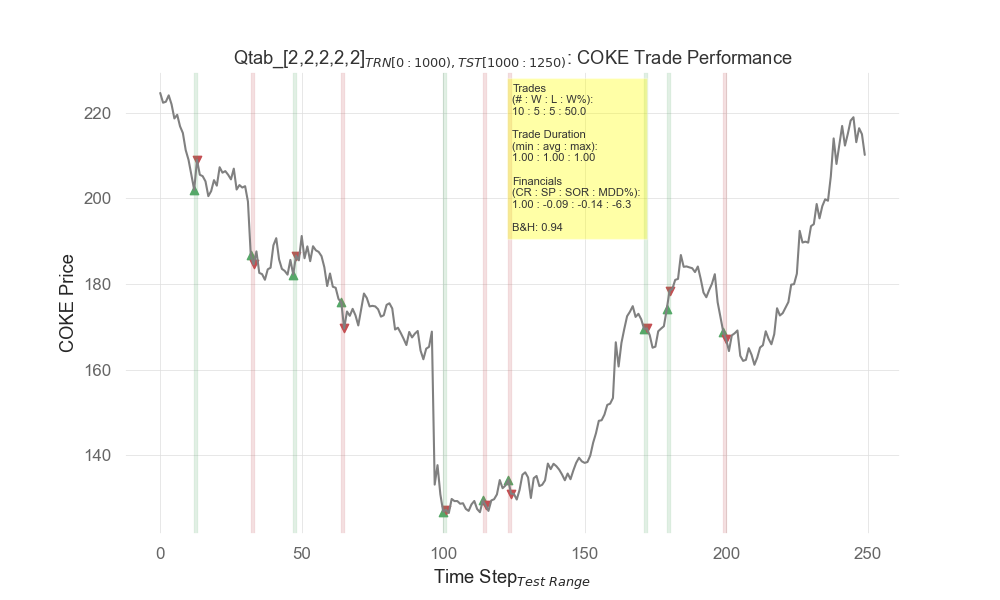 Qtab_[2,2,2,2,2]TRN[0 : 1000), TST[1000 : 1250) : COKE Trade Performance
Trades
(# : W : L : W%):
10 : 5 : 5 : 50.0
Trade Duration
(min : avg : max):
1.00 : 1.00 : 1.00
Financials
(CR : SP : SOR : MDD%):
1.00 : -0.09 : -0.14 : -6.3
B&H: 0.94
COKE Price
220
200
180
160
140
0 50 100 150 200 250
Time StepTest Range